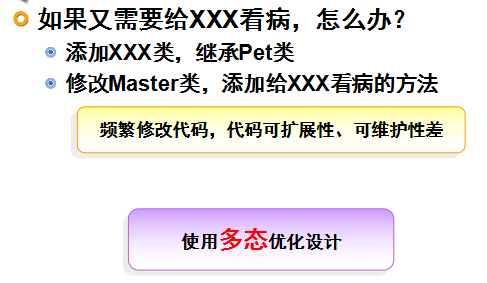 如果又需要给XXX看病，怎么办？
添加XXX类，继承Pet类
修改Master类，添加给XXX看病的方法
频繁修改代码，代码可扩展性、可维护性差
使用多态优化设计